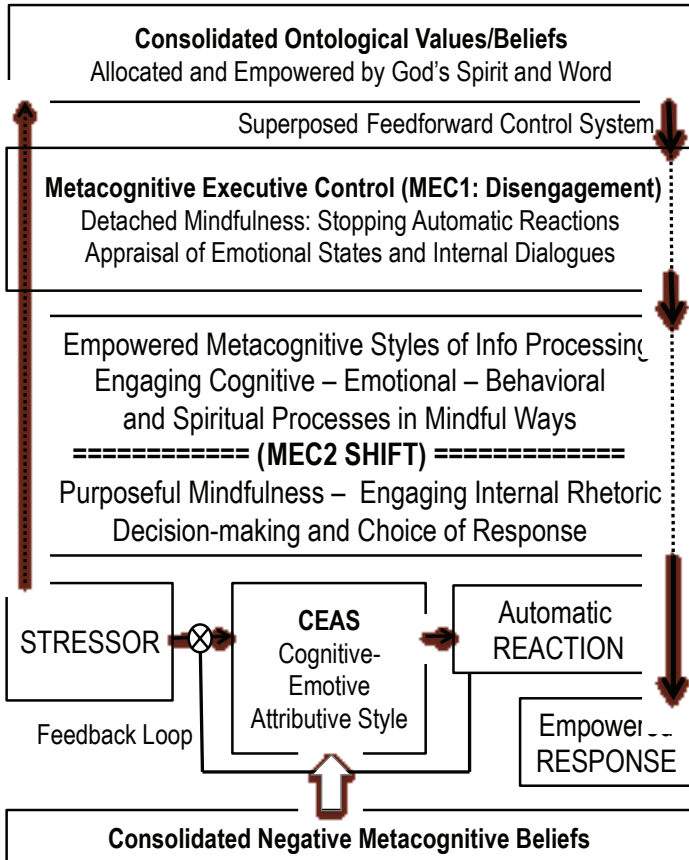 Consolidated Ontological Values/Beliefs
Allocated and Empowered by God's Spirit and Word
Superposed Feedforward Control System
Metacognitive Executive Control (MEC1: Disengagement)
Detached Mindfulness: Stopping Automatic Reactions
Appraisal of Emotional States and Internal Dialogues
Empowered Metacognitive Styles of Info Processing
Engaging Cognitive – Emotional – Behavioral
and Spiritual Processes in Mindful Ways
============ (MEC2 SHIFT) =============
Purposeful Mindfulness – Engaging Internal Rhetoric
Decision-making and Choice of Response
STRESSOR
CEAS
Cognitive-
Emotive
Attributive Style
Automatic
REACTION
Feedback Loop
Empowered
RESPONSE
Consolidated Negative Metacognitive Beliefs